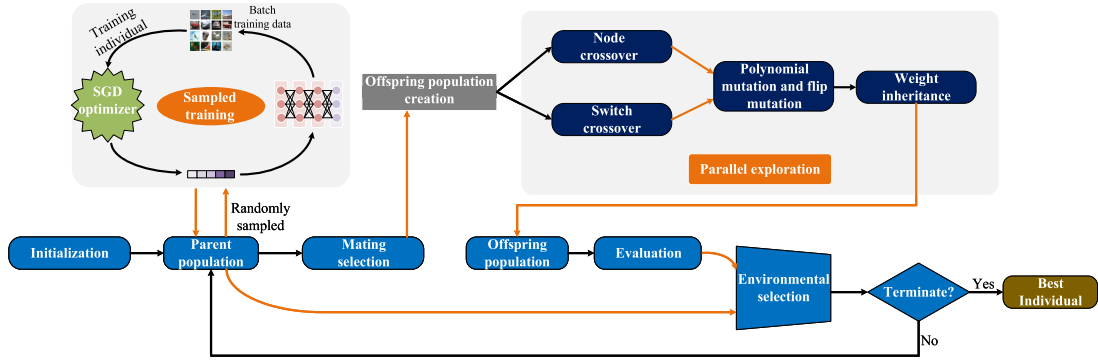 Training
individual
Batch
training data
SGD
optimizer
Sampled
training
Offspring population
creation
Node
crossover
Switch
crossover
Polynomial
mutation and flip
mutation
Weight
inheritance
Parallel exploration
Randomly
sampled
Initialization
Parent
population
Mating
selection
Offspring
population
Evaluation
Environmental
selection
Terminate?
Yes
Best
Individual
No